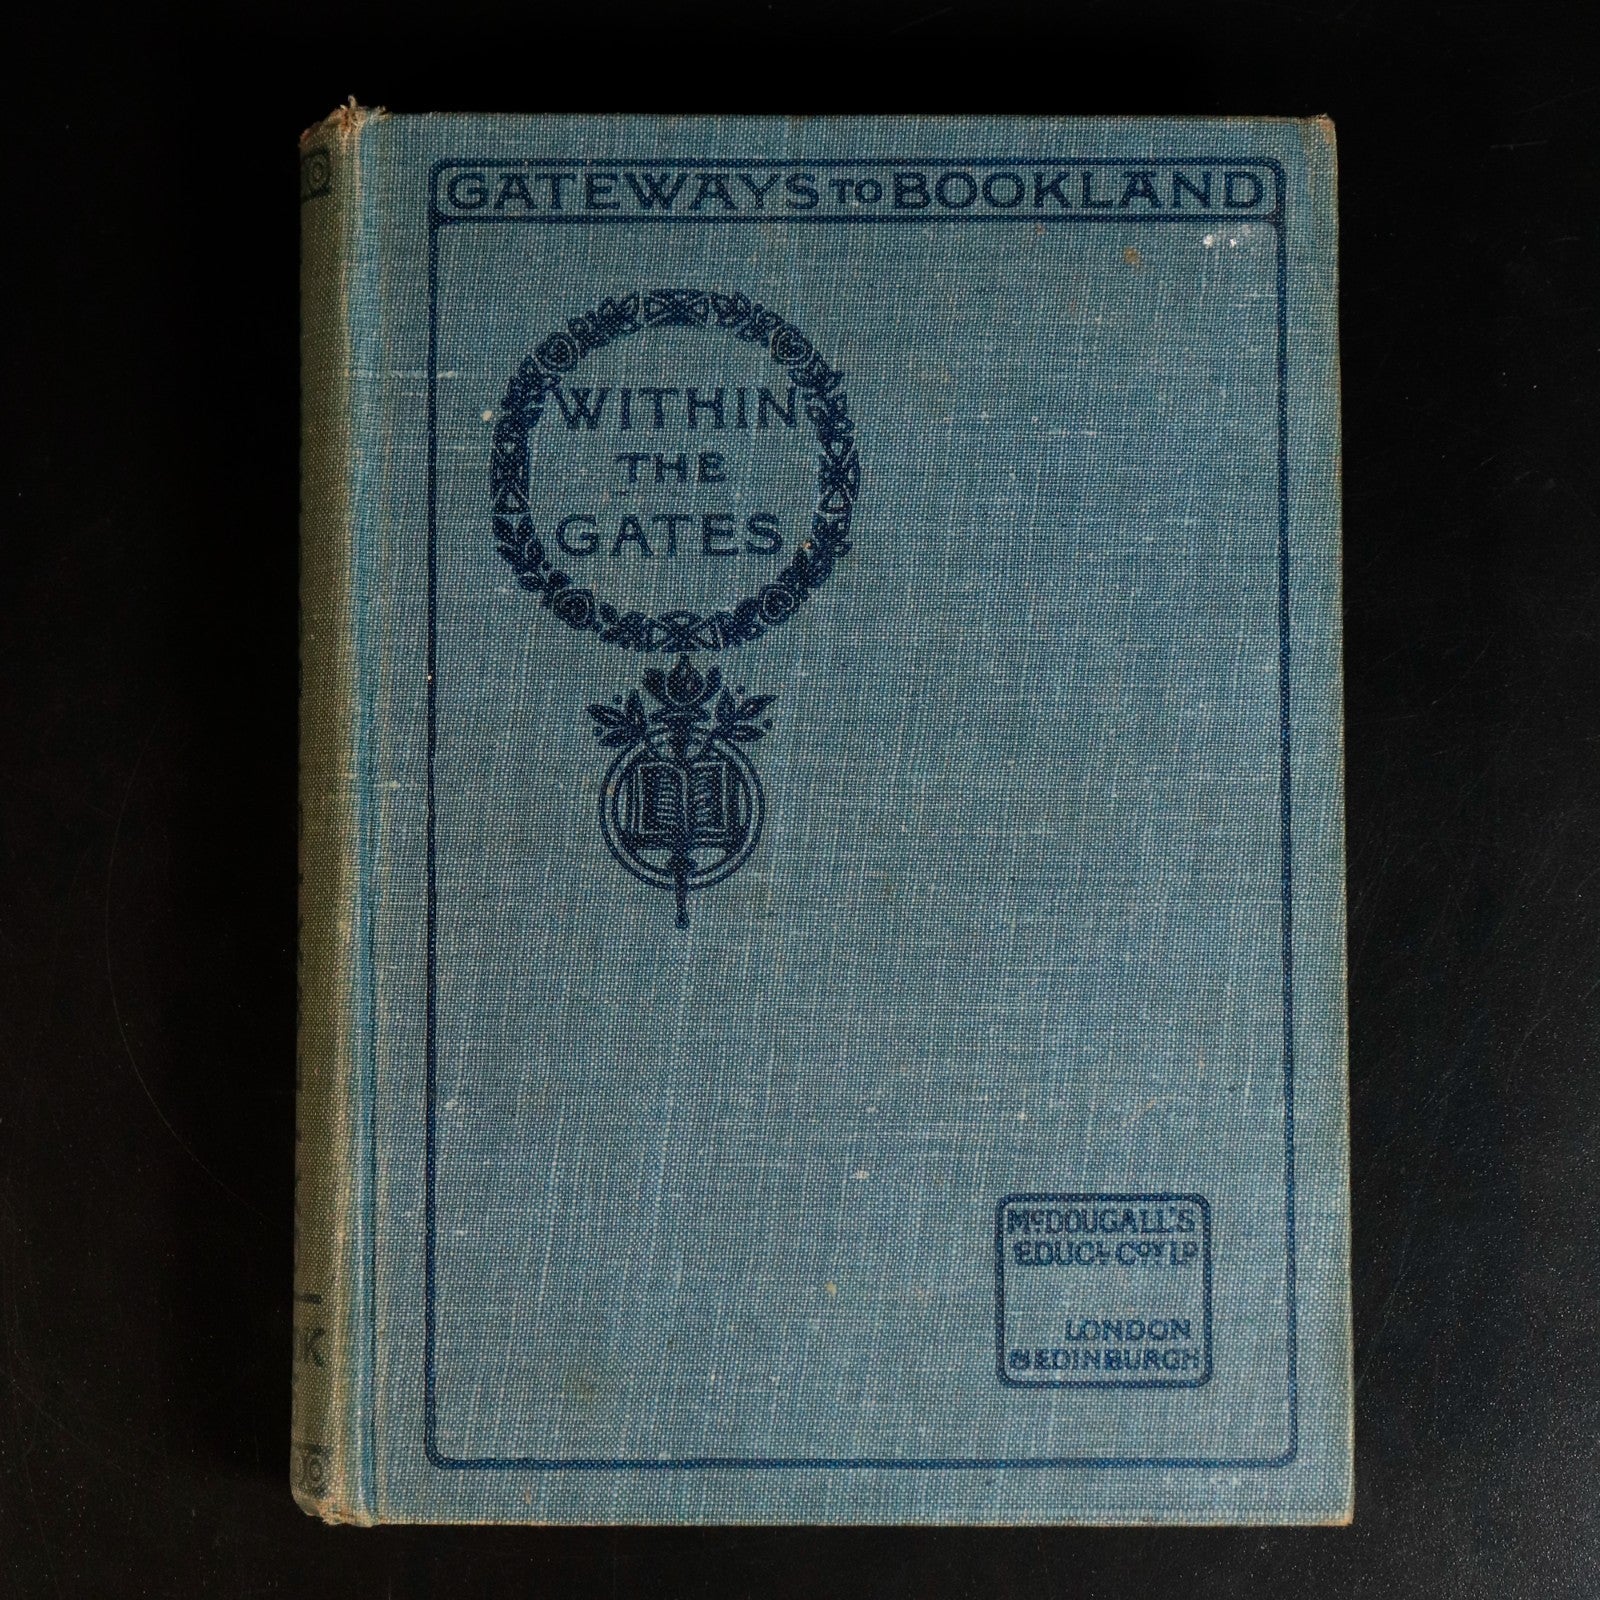 GATEWAYS TO BOOKLAND
WITHIN
THE
GATES
McDOUGALL'S
EDUCL COY LD
LONDON
& EDINBURGH
K